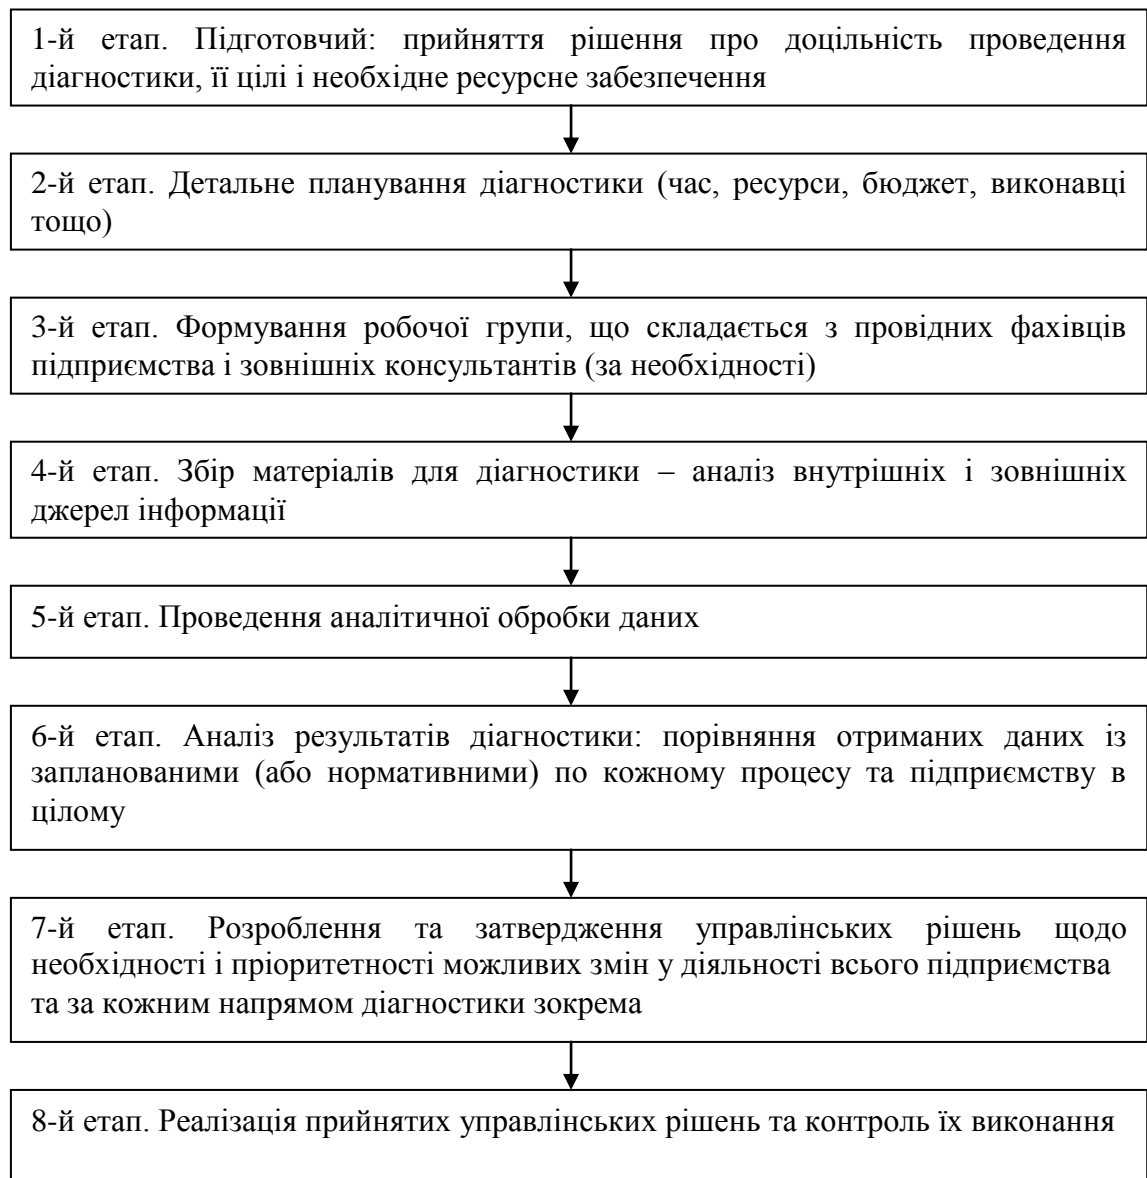 1-й етап. Підготовчий: прийняття рішення про доцільність проведення
діагностики, її цілі і необхідне ресурсне забезпечення
2-й етап. Детальне планування діагностики (час, ресурси, бюджет, виконавці
тощо)
3-й етап. Формування робочої групи, що складається з провідних фахівців
підприємства і зовнішніх консультантів (за необхідності)
4-й етап. Збір матеріалів для діагностики – аналіз внутрішніх і зовнішніх
джерел інформації
5-й етап. Проведення аналітичної обробки даних
6-й етап. Аналіз результатів діагностики: порівняння отриманих даних із
запланованими (або нормативними) по кожному процесу та підприємству в
цілому
7-й етап. Розроблення та затвердження управлінських рішень щодо
необхідності і пріоритетності можливих змін у діяльності всього підприємства
та за кожним напрямом діагностики зокрема
8-й етап. Реалізація прийнятих управлінських рішень та контроль їх виконання